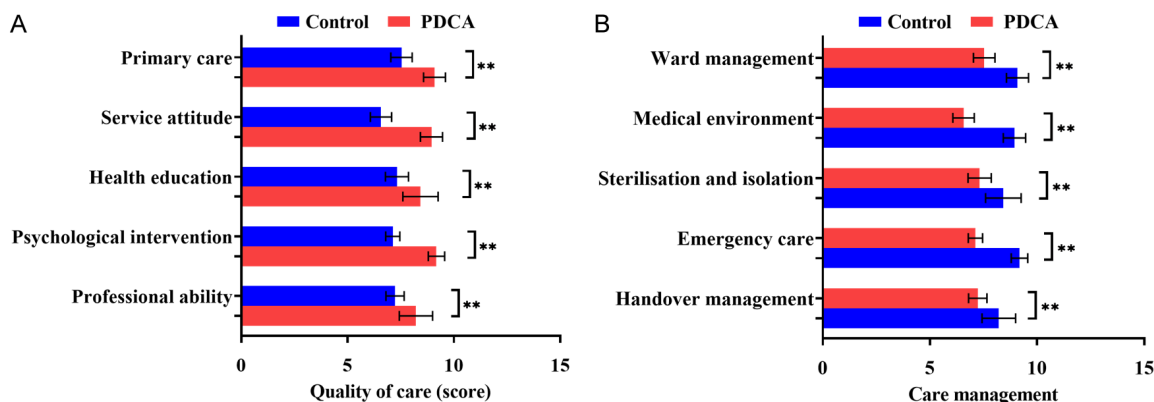 A
Control PDCA
Primary care
**
Service attitude
**
Health education
**
Psychological intervention
**
Professional ability
**
0 5 10 15
Quality of care (score)
B
Control PDCA
Ward management
**
Medical environment
**
Sterilisation and isolation
**
Emergency care
**
Handover management
**
0 5 10 15
Care management